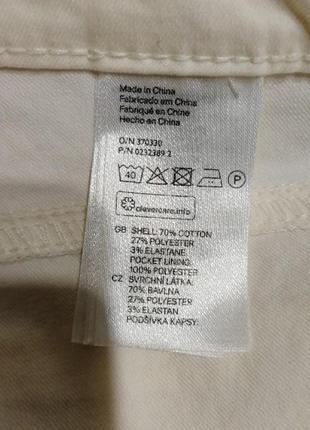 Made in China
Fabricado em China
Fabriqué en Chine
Hecho en China
O/N 370330
P/N 0232389 2
40
P
clevercare.info
GB SHELL: 70% COTTON
27% POLYESTER
3% ELASTANE
POCKET LINING:
100% POLYESTER
CZ SVRCHNÍ LÁTKA:
70% BAVLNA
27% POLYESTER
3% ELASTAN
PODŠÍVKA KAPSY: